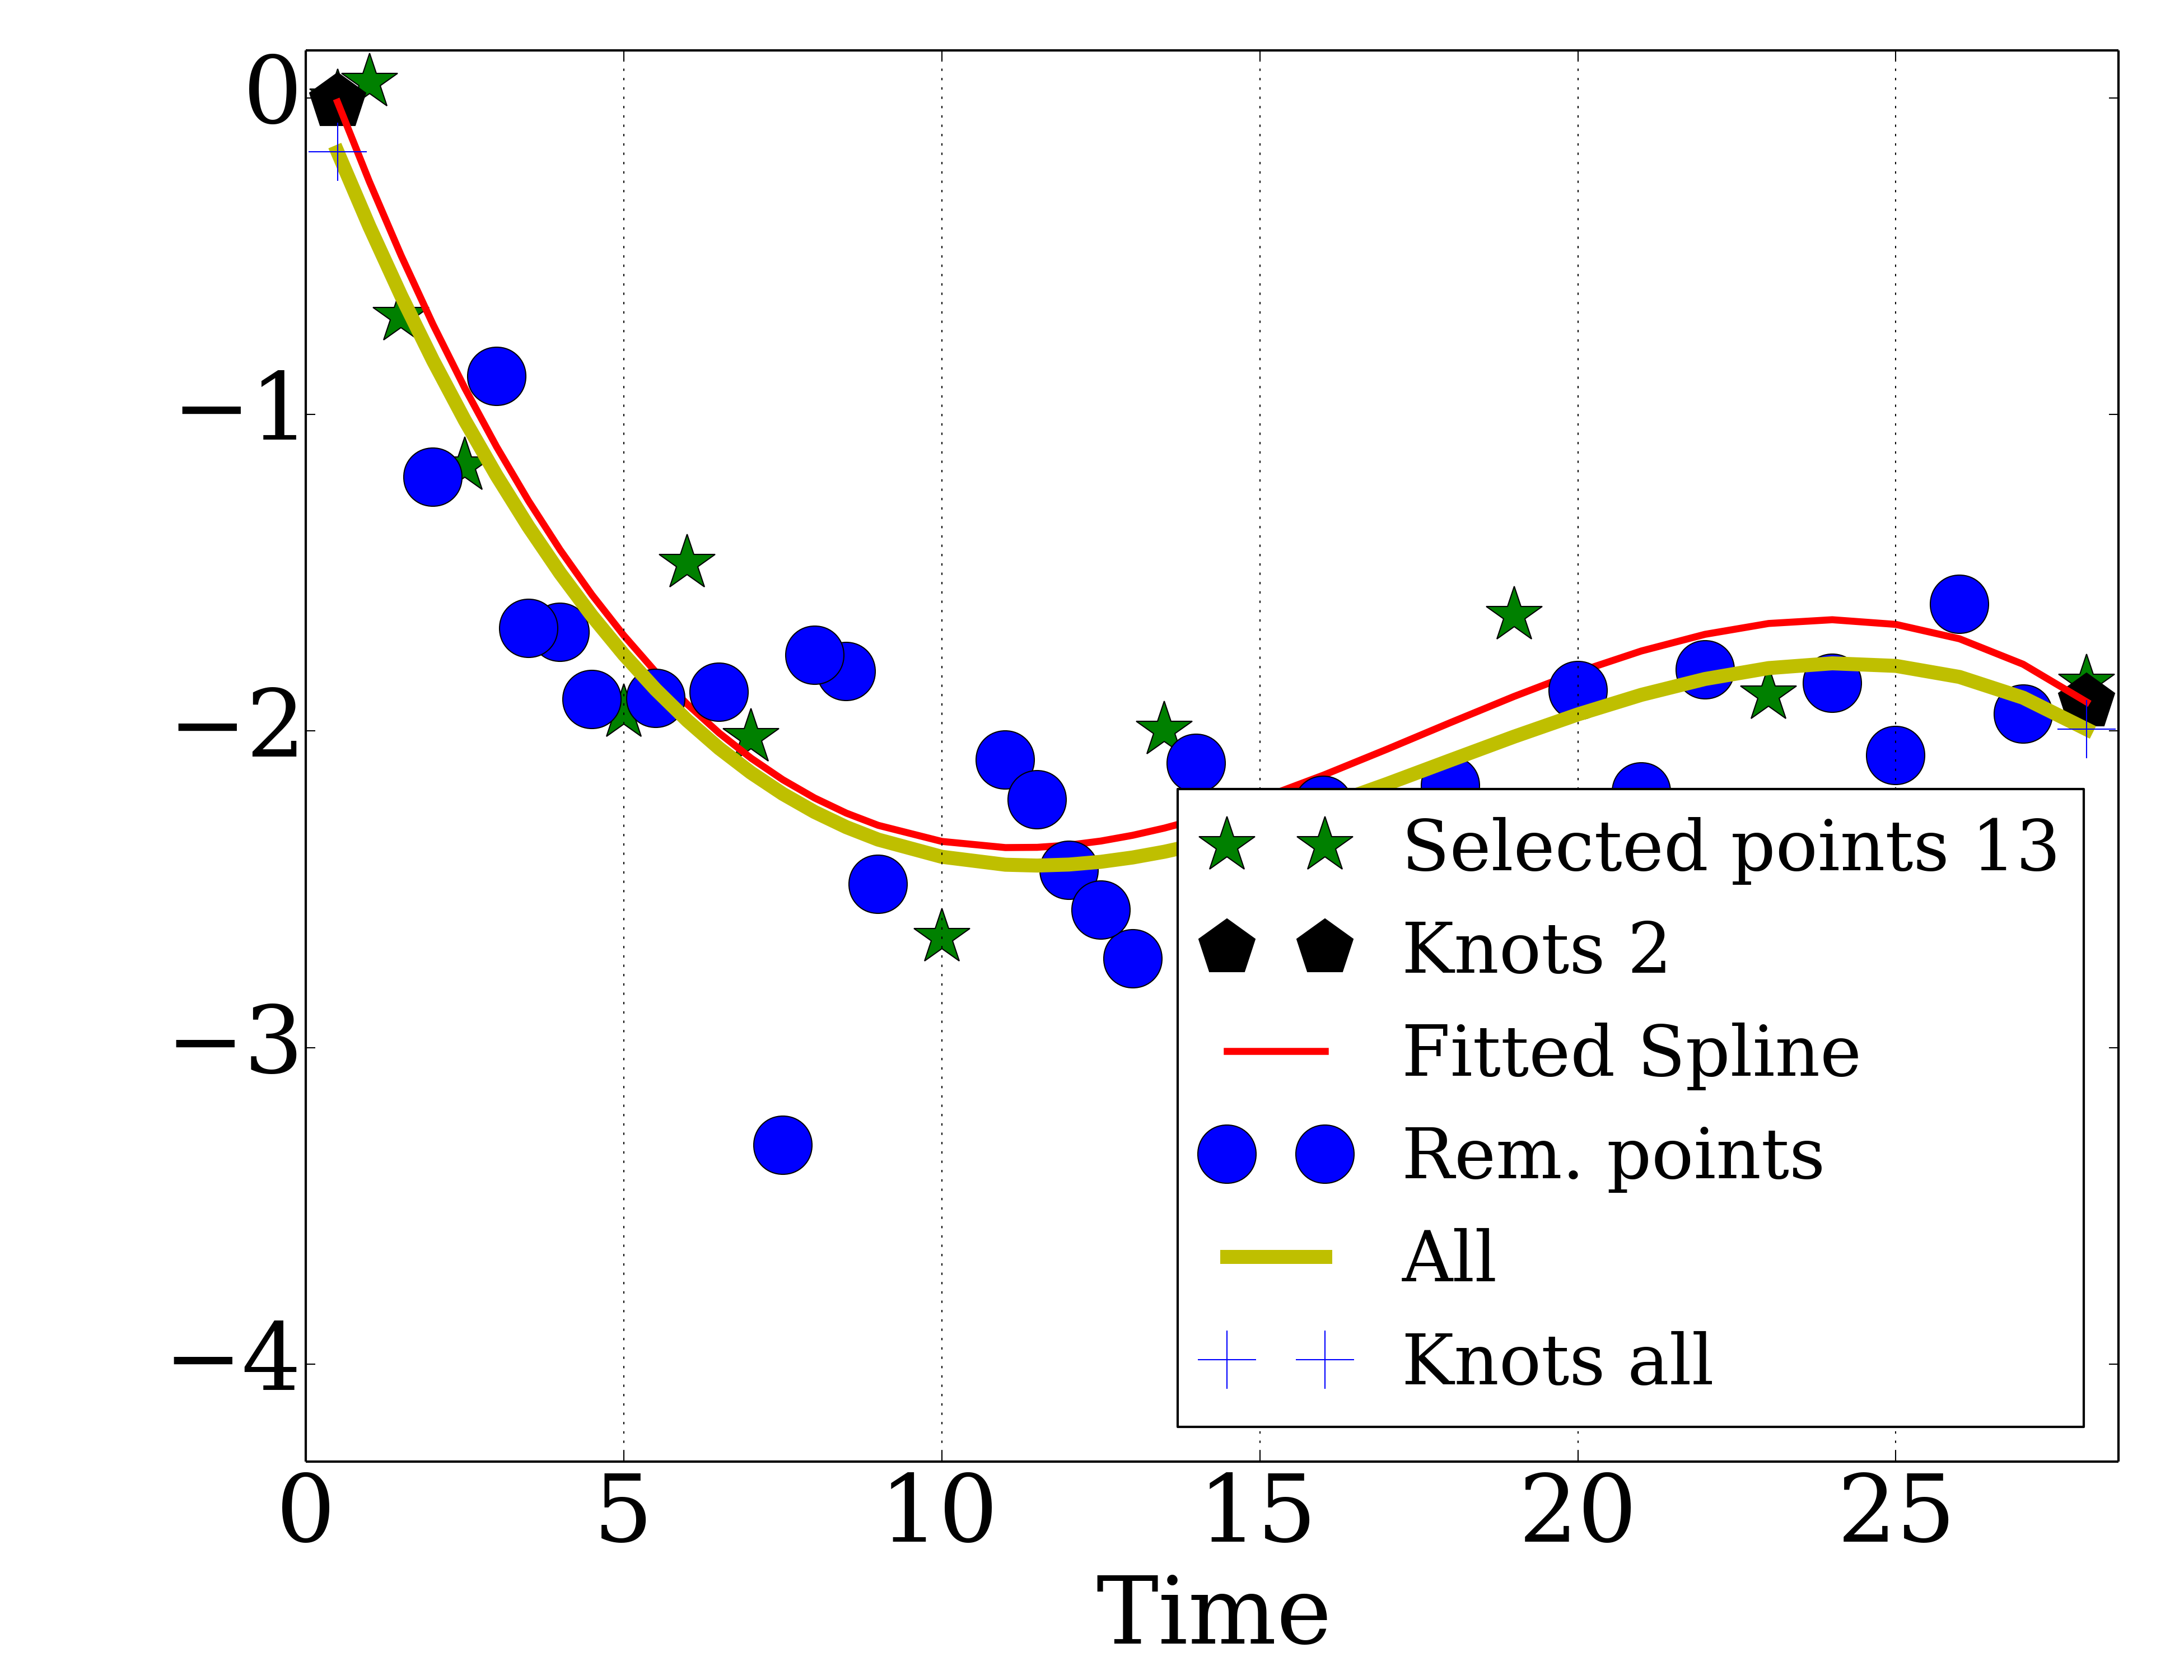 0
−1
−2
−3
−4
Selected points 13
Knots 2
Fitted Spline
Rem. points
All
Knots all
0 5 10 15 20 25
Time